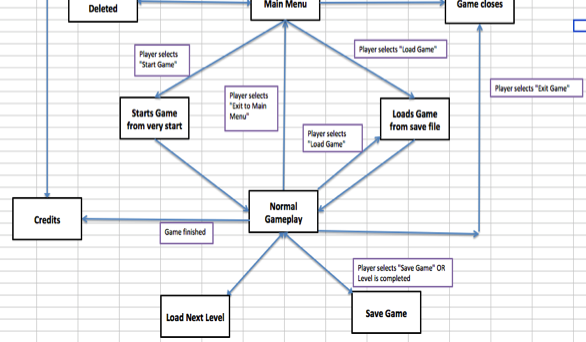 Deleted
Main Menu
Game closes
Player selects
"Start Game"
Player selects "Load Game"
Player selects
"Exit to Main
Menu"
Player selects "Exit Game"
Starts Game
from very start
Loads Game
from save file
Player selects
"Load Game"
Normal
Gameplay
Credits
Game finished
Player selects "Save Game" OR
Level is completed
Load Next Level
Save Game